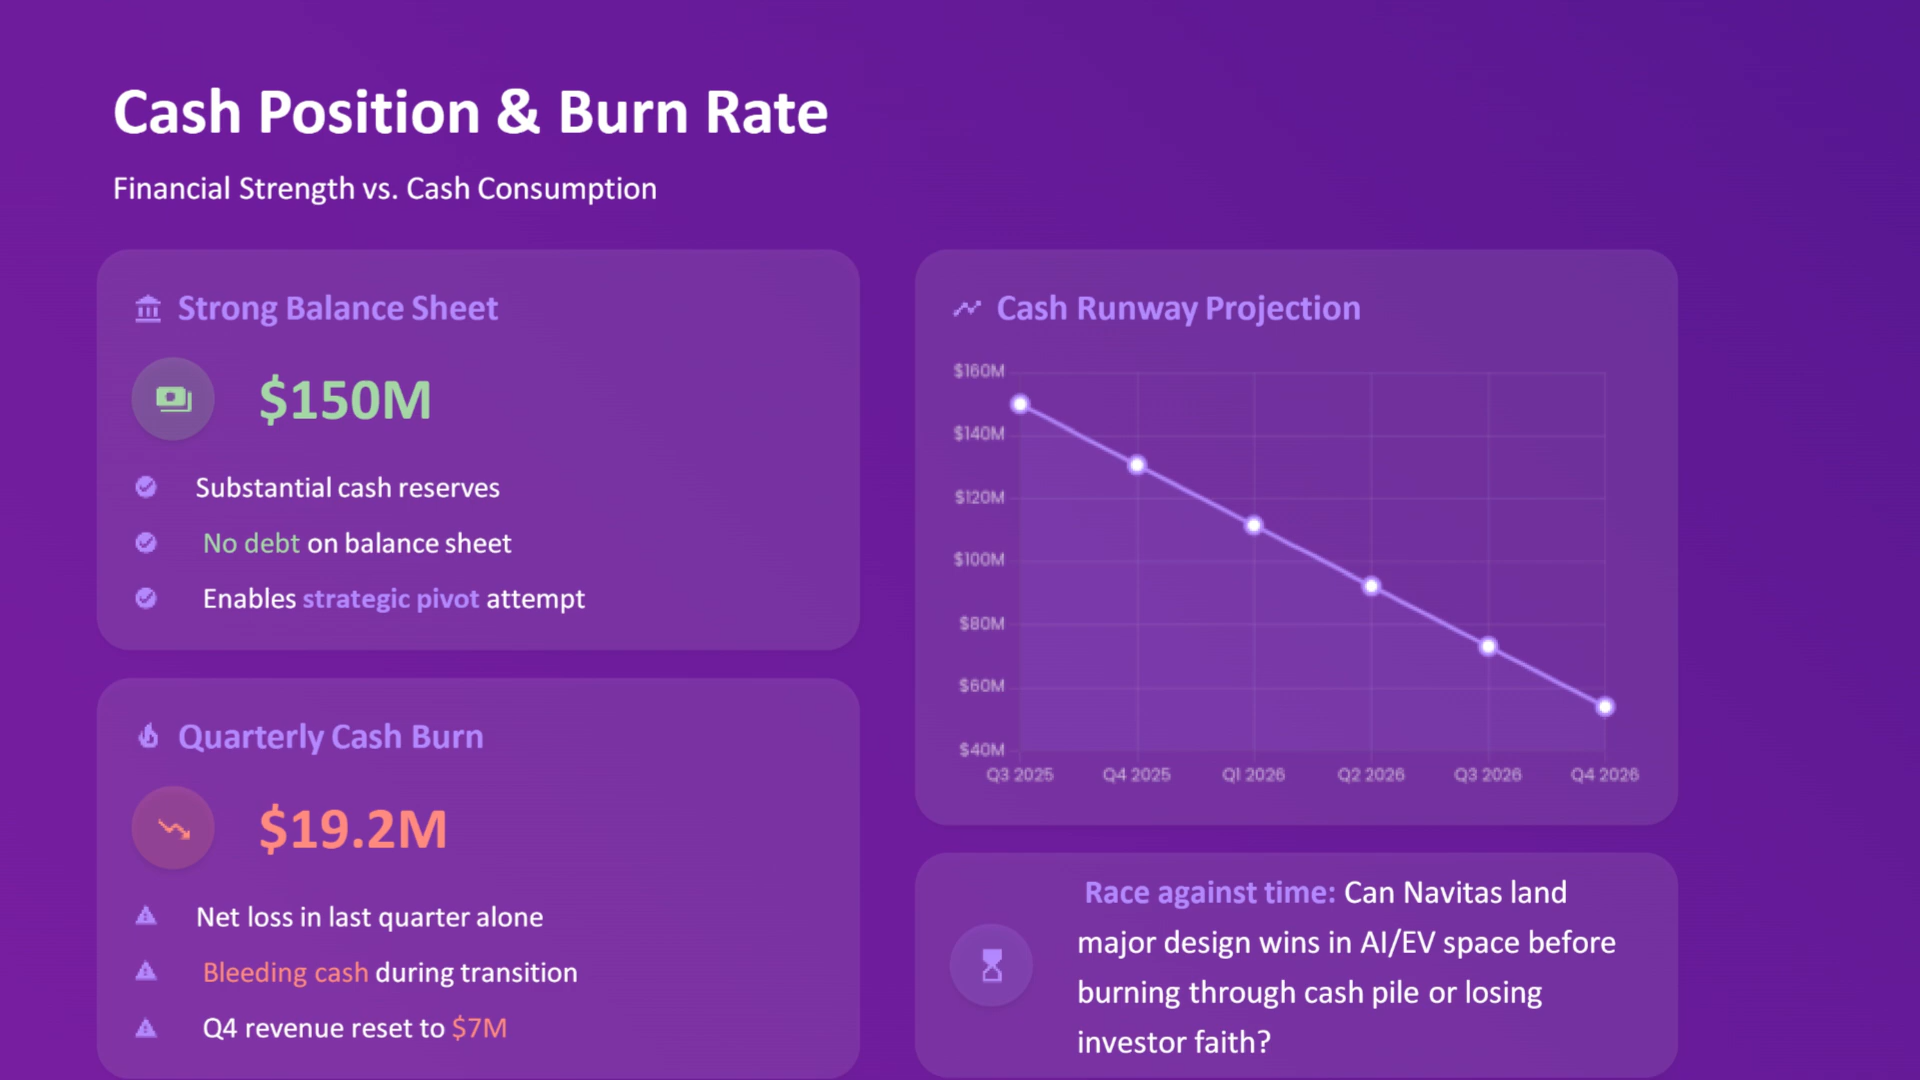 Cash Position & Burn Rate
Financial Strength vs. Cash Consumption
Strong Balance Sheet
$150M
Substantial cash reserves
No debt on balance sheet
Enables strategic pivot attempt
Quarterly Cash Burn
$19.2M
Net loss in last quarter alone
Bleeding cash during transition
Q4 revenue reset to $7M
Cash Runway Projection
$160M
$140M
$120M
$100M
$80M
$60M
$40M
Q3 2025 Q4 2025 Q1 2026 Q2 2026 Q3 2026 Q4 2026
Race against time: Can Navitas land
major design wins in AI/EV space before
burning through cash pile or losing
investor faith?